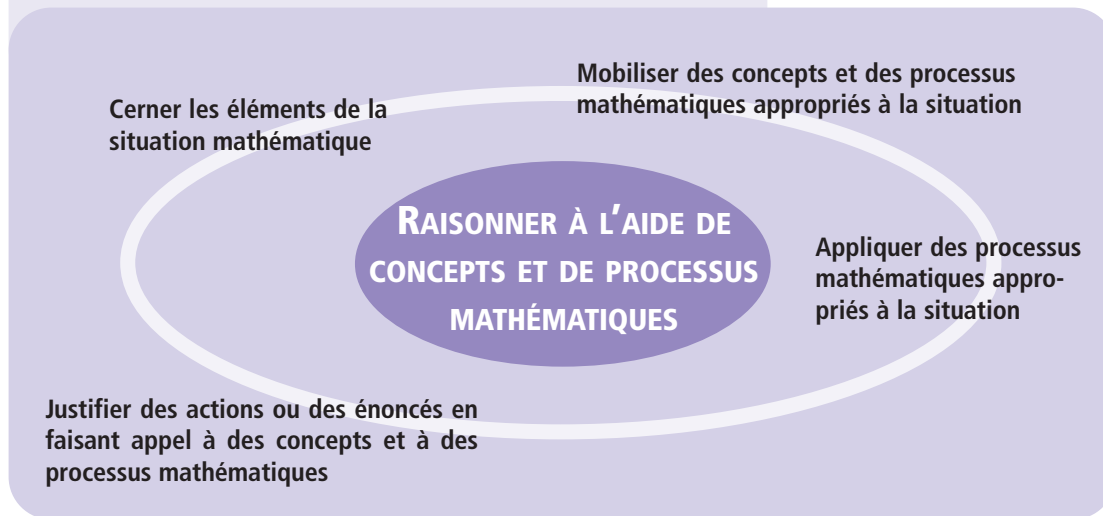 Cerner les éléments de la
situation mathématique
Mobiliser des concepts et des processus
mathématiques appropriés à la situation
RAISONNER À L'AIDE DE
CONCEPTS ET DE PROCESSUS
MATHÉMATIQUES
Appliquer des processus
mathématiques appro-
priés à la situation
Justifier des actions ou des énoncés en
faisant appel à des concepts et à des
processus mathématiques